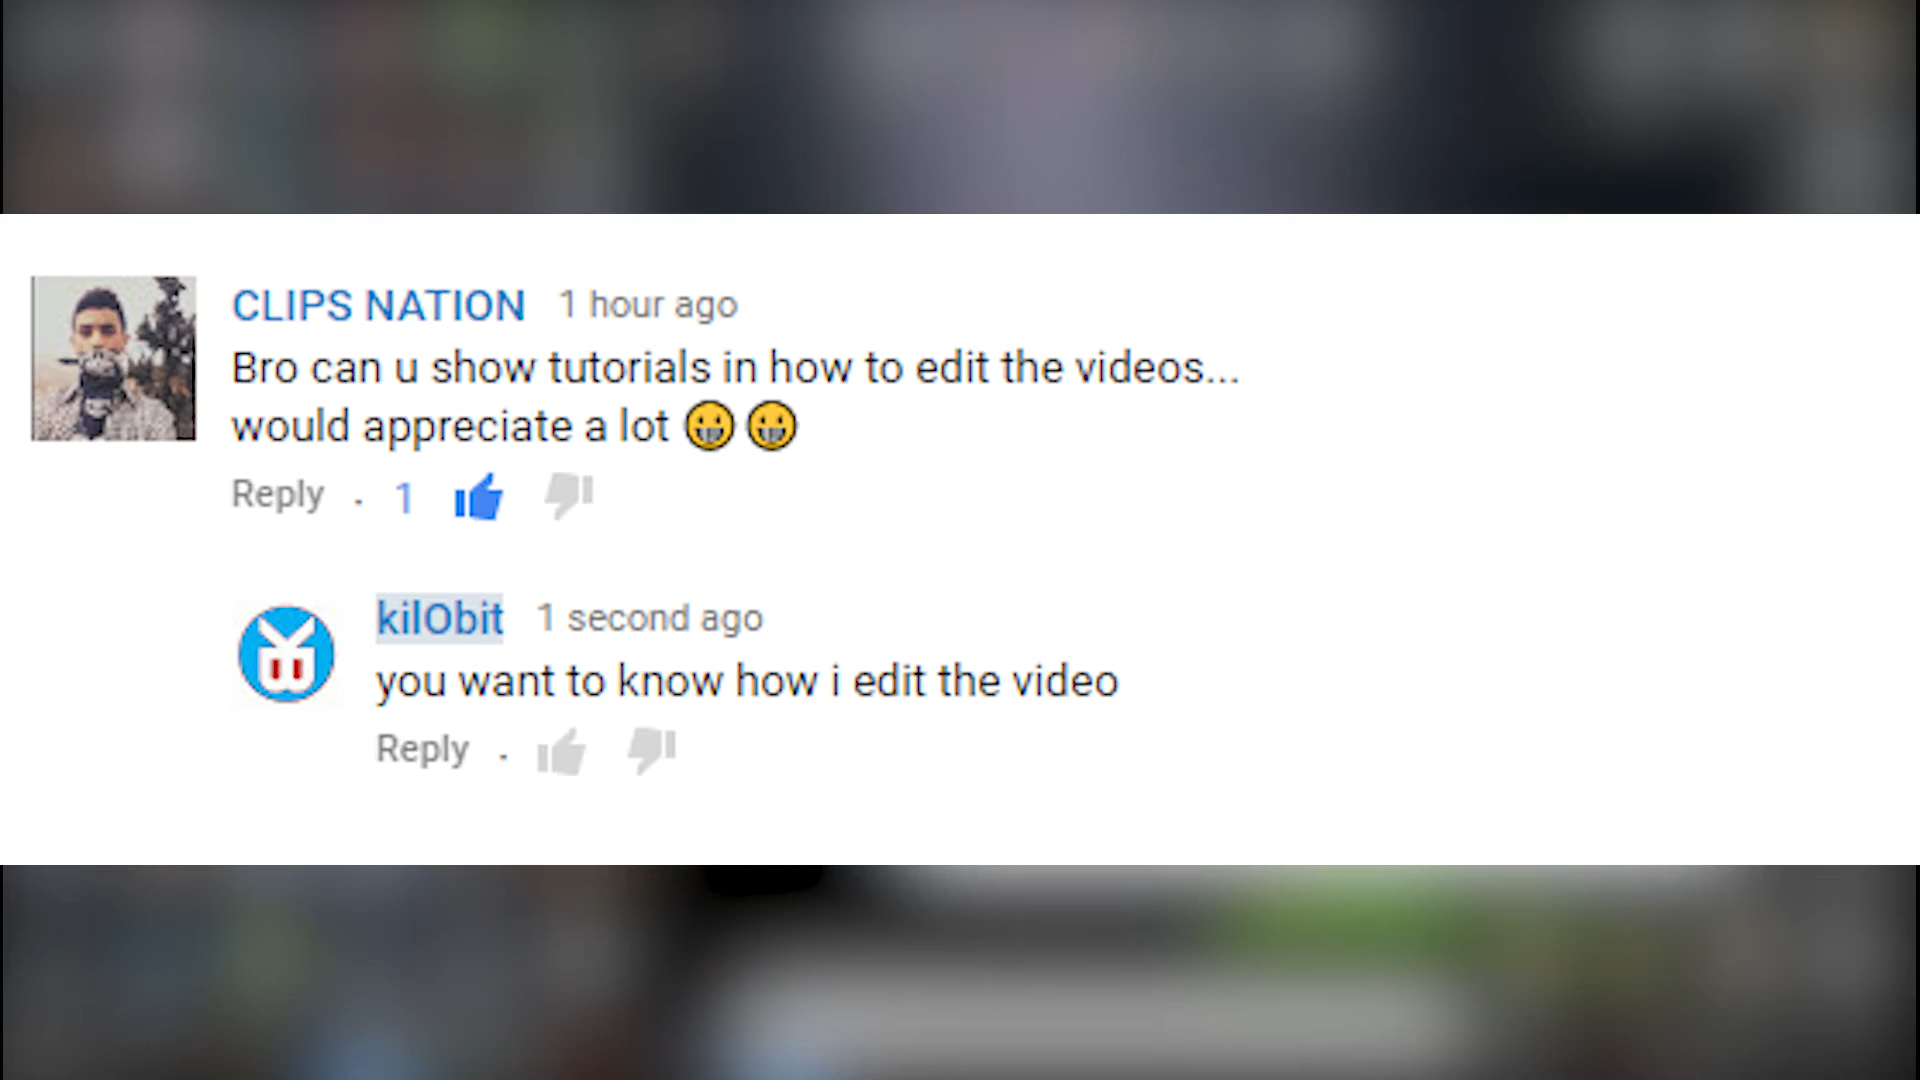 CLIPS NATION 1 hour ago
Bro can u show tutorials in how to edit the videos...
would appreciate a lot 😀 😀
Reply . 1
kilObit 1 second ago
you want to know how i edit the video
Reply .